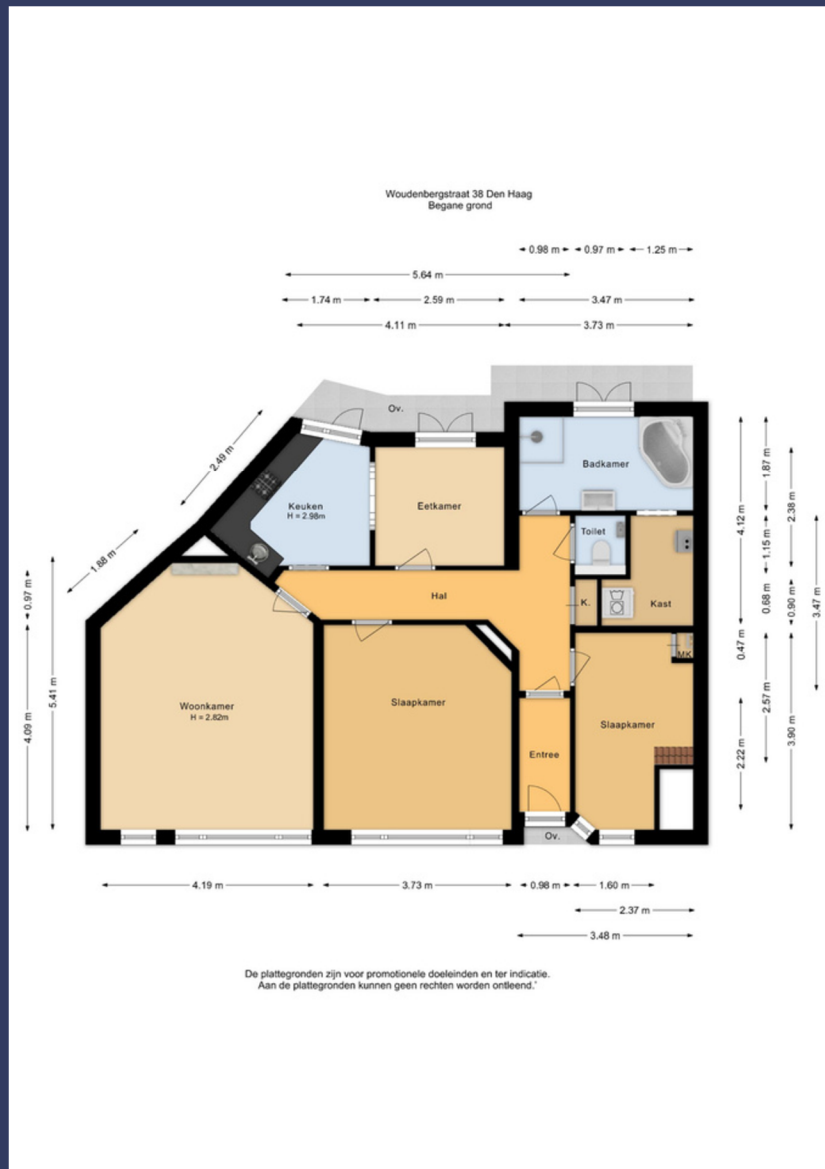 Woudenbergstraat 38 Den Haag
Begane grond
0.98 m
0.97 m
1.25 m
5.64 m
1.74 m
2.59 m
3.47 m
4.11 m
3.73 m
2.49 m
1.88 m
0.97 m
4.09 m
5.41 m
Ov.
Badkamer
Keuken
H = 2.98m
Eetkamer
Toilet
Hal
K.
Kast
MK
Woonkamer
H = 2.82m
Slaapkamer
Slaapkamer
Entree
Ov.
4.12 m
0.47 m
2.22 m
1.87 m
1.15 m
0.68 m
2.57 m
2.38 m
0.90 m
3.90 m
3.47 m
4.19 m
3.73 m
0.98 m
1.60 m
2.37 m
3.48 m
De plattegronden zijn voor promotionele doeleinden en ter indicatie.
Aan de plattegronden kunnen geen rechten worden ontleend.'